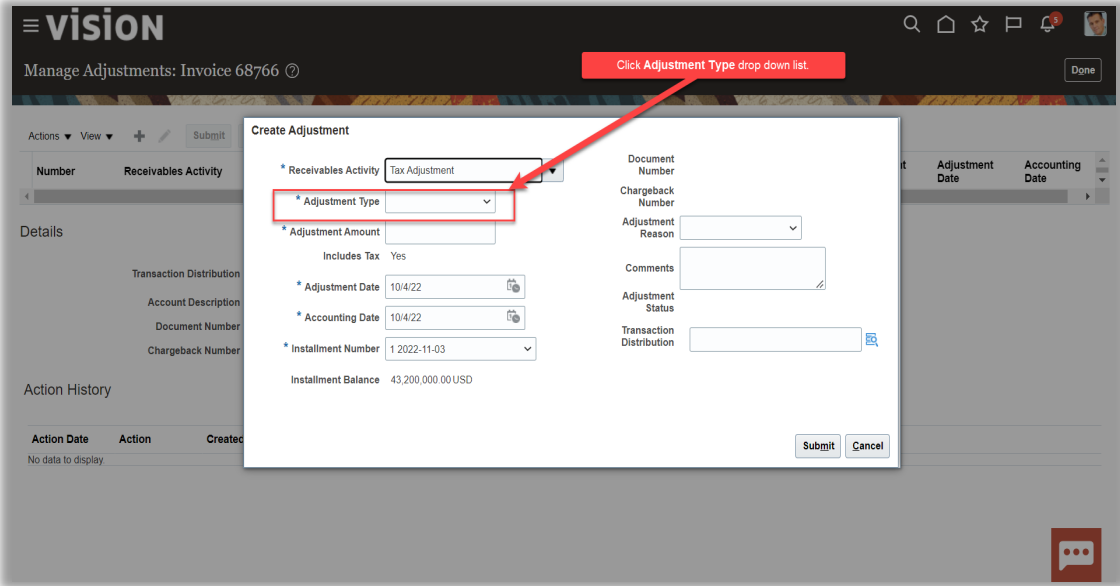 vision
5
Manage Adjustments: Invoice 68766
Click Adjustment Type drop down list.
Done
Actions View Submit
Number Receivables Activity Adjustment Date Accounting Date
Details
Transaction Distribution
Account Description
Document Number
Chargeback Number
Action History
Action Date Action Created
No data to display.
Create Adjustment
* Receivables Activity Tax Adjustment
* Adjustment Type
* Adjustment Amount
Includes Tax Yes
* Adjustment Date 10/4/22
* Accounting Date 10/4/22
* Installment Number 1 2022-11-03
Installment Balance 43,200,000.00 USD
Document
Number
Chargeback
Number
Adjustment
Reason
Comments
Adjustment
Status
Transaction
Distribution
Submit Cancel